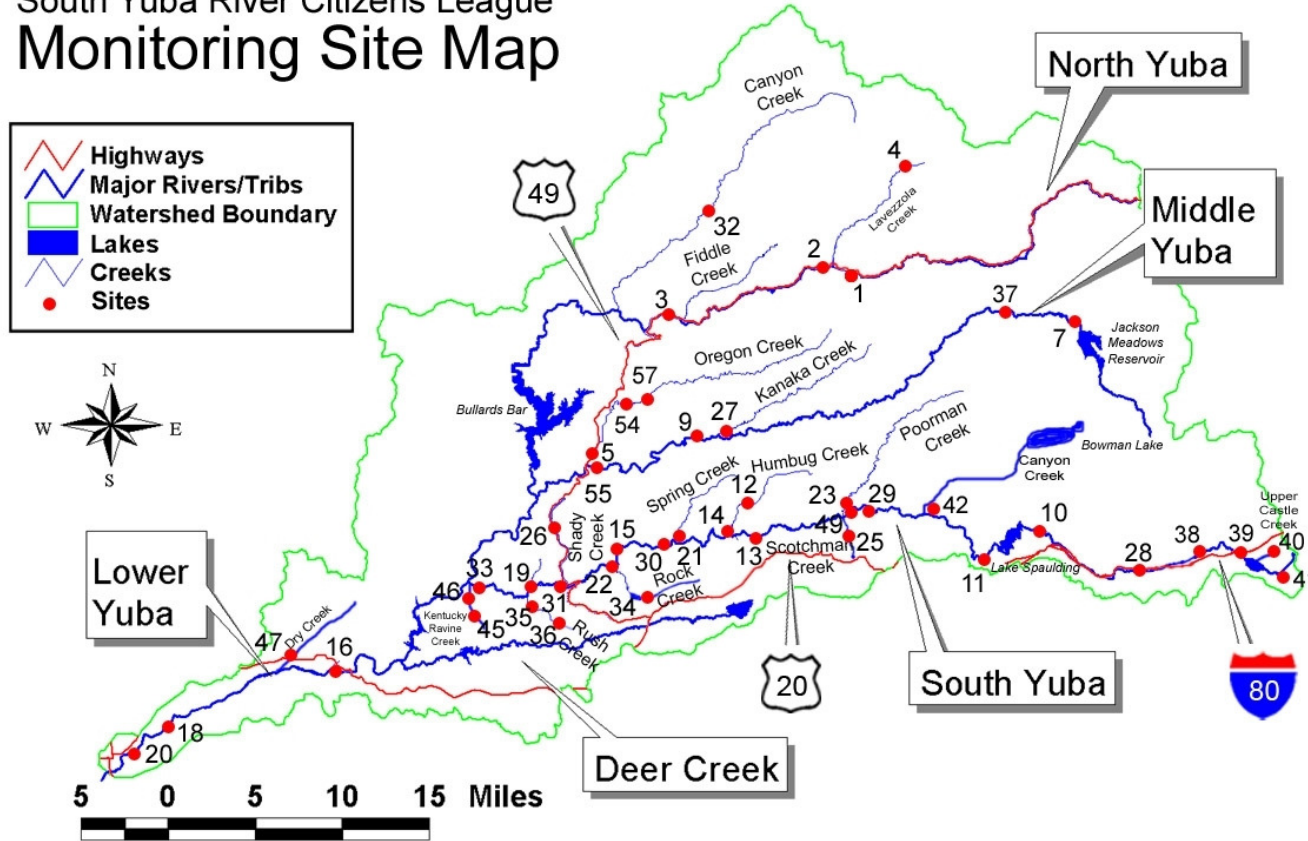 South Yuba River Citizens League
Monitoring Site Map
Highways
Major Rivers/Tribs
Watershed Boundary
Lakes
Creeks
Sites
N
W
E
S
49
North Yuba
Middle
Yuba
Canyon
Creek
4
Lavezzola
Creek
32
Fiddle
Creek
2
1
3
37
7
Jackson
Meadows
Reservoir
Oregon Creek
Kanaka Creek
57
54
Bullards Bar
9
27
5
55
Poorman
Creek
Bowman Lake
Canyon
Creek
Spring Creek
Humbug Creek
12
23
29
42
Upper
Castle
Creek
26
Shady
Creek
15
14
13
49
25
10
38
39
40
30
21
Scotchman
Creek
11
Lake Spaulding
28
4
Lower
Yuba
33
19
22
Rock
Creek
46
34
Kentucky
Ravine
Creek
45
35
31
36
Rush
Creek
Dry Creek
47
16
20
South Yuba
80
18
20
Deer Creek
5
0
5
10
15
Miles